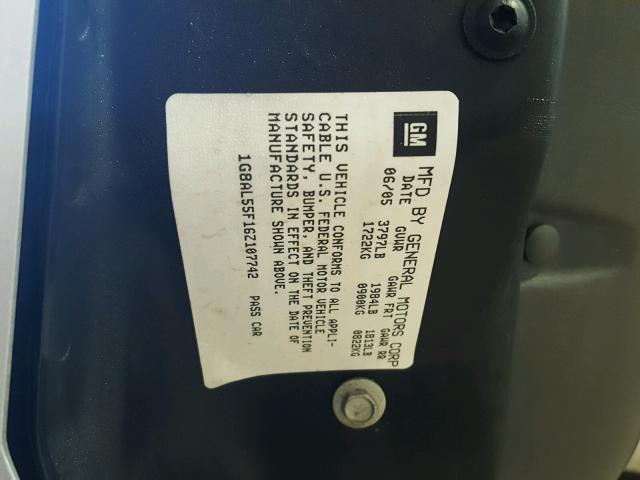 GM MFD BY GENERAL MOTORS CORP
DATE GVWR GAWR FRT GAWR RR
06/05 3797LB 1984LB 1813LB
1722KG 0900KG 0822KG
THIS VEHICLE CONFORMS TO ALL APPLI-
CABLE U.S. FEDERAL MOTOR VEHICLE
SAFETY, BUMPER, AND THEFT PREVENTION
STANDARDS IN EFFECT ON THE DATE OF
MANUFACTURE SHOWN ABOVE.
1G8AL55F16Z107742 PASS CAR